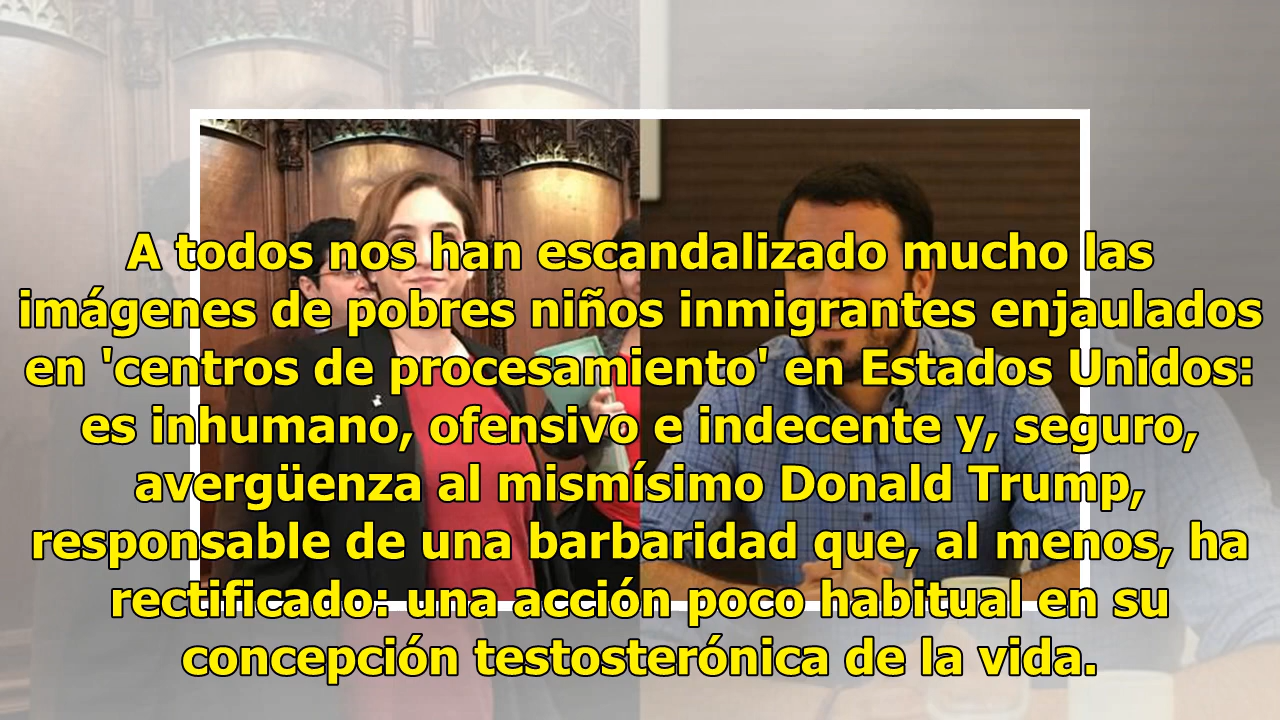 A todos nos han escandalizado mucho las
imágenes de pobres niños inmigrantes enjaulados
en 'centros de procesamiento' en Estados Unidos:
es inhumano, ofensivo e indecente y, seguro,
avergüenza al mismísimo Donald Trump,
responsable de una barbaridad que, al menos, ha
rectificado: una acción poco habitual en su
concepción testosterónica de la vida.